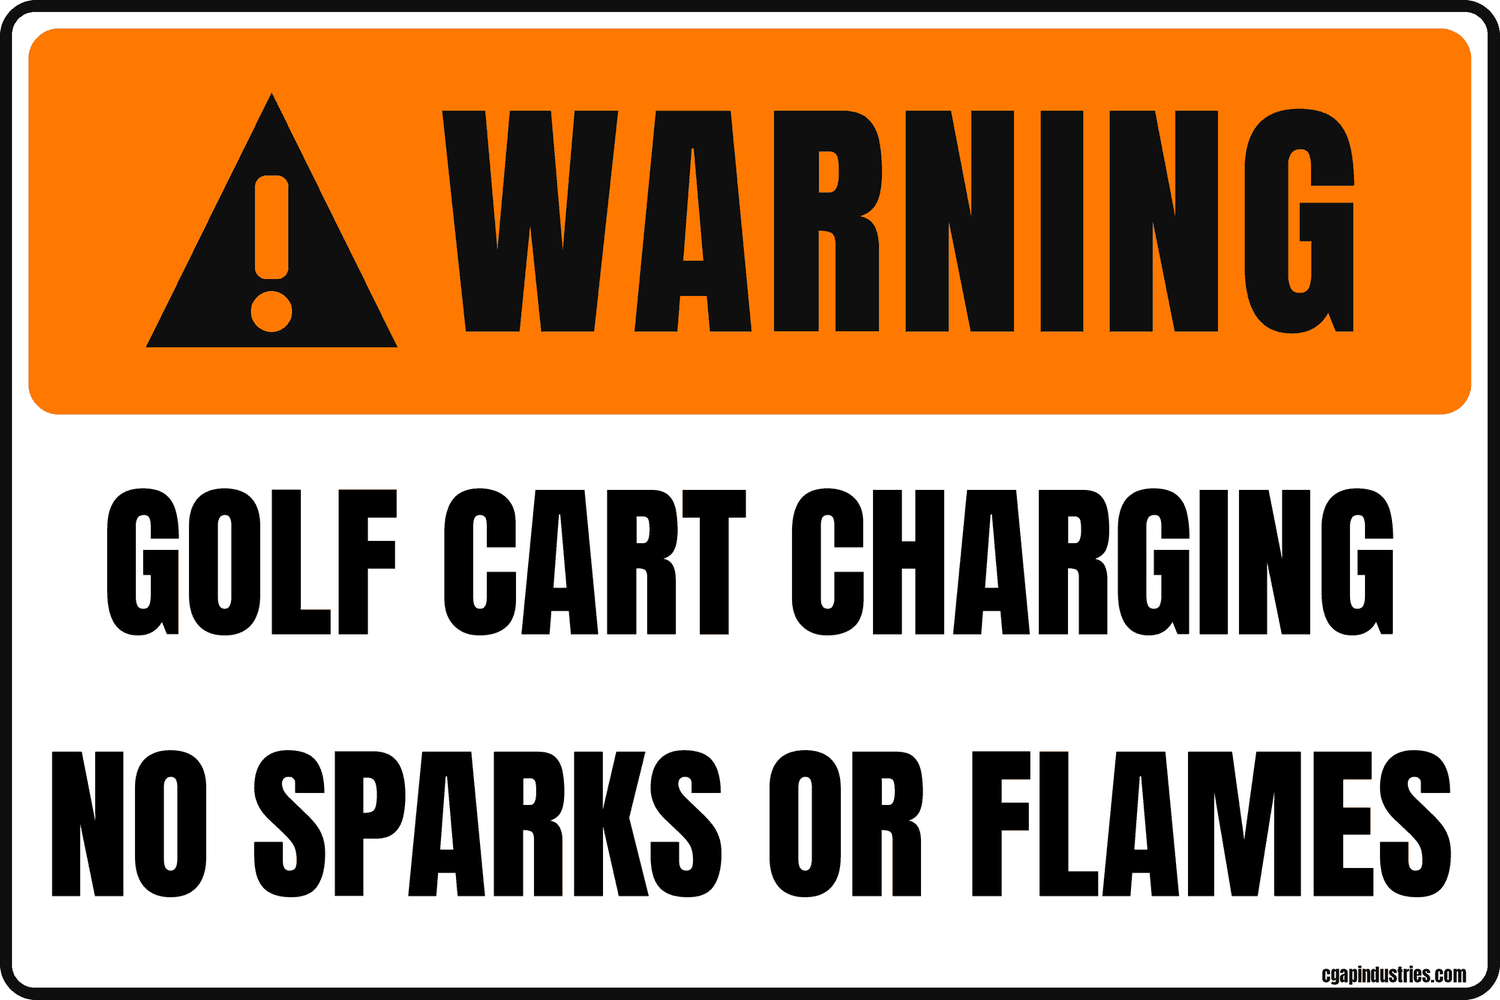 WARNING
GOLF CART CHARGING
NO SPARKS OR FLAMES
cgapindustries.com